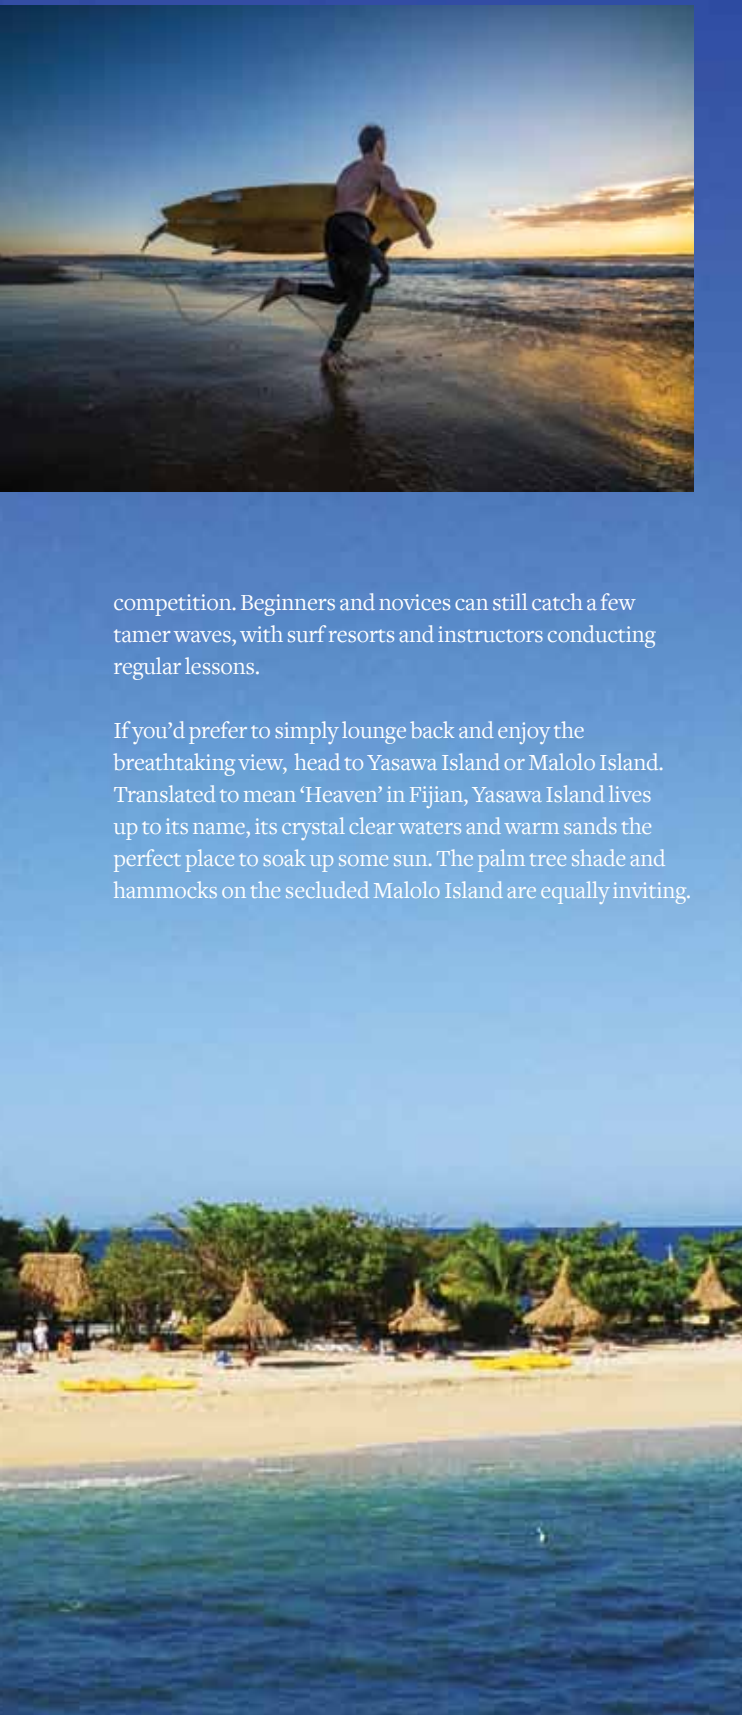 competition. Beginners and novices can still catch a few
tamer waves, with surf resorts and instructors conducting
regular lessons.
If you’d prefer to simply lounge back and enjoy the
breathtaking view, head to Yasawa Island or Malolo Island.
Translated to mean ‘Heaven’ in Fijian, Yasawa Island lives
up to its name, its crystal clear waters and warm sands the
perfect place to soak up some sun. The palm tree shade and
hammocks on the secluded Malolo Island are equally inviting.